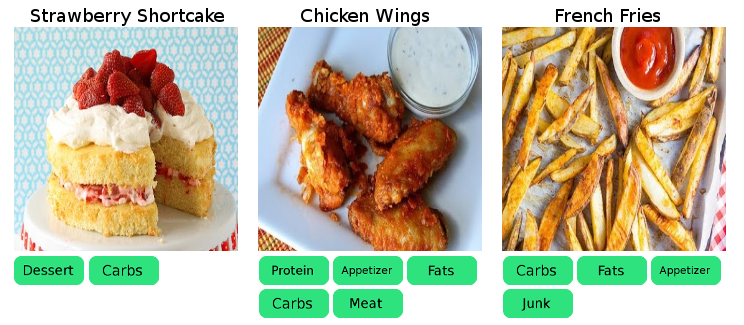 Strawberry Shortcake
Chicken Wings
French Fries
Dessert
Carbs
Protein
Appetizer
Fats
Carbs
Meat
Carbs
Fats
Appetizer
Junk